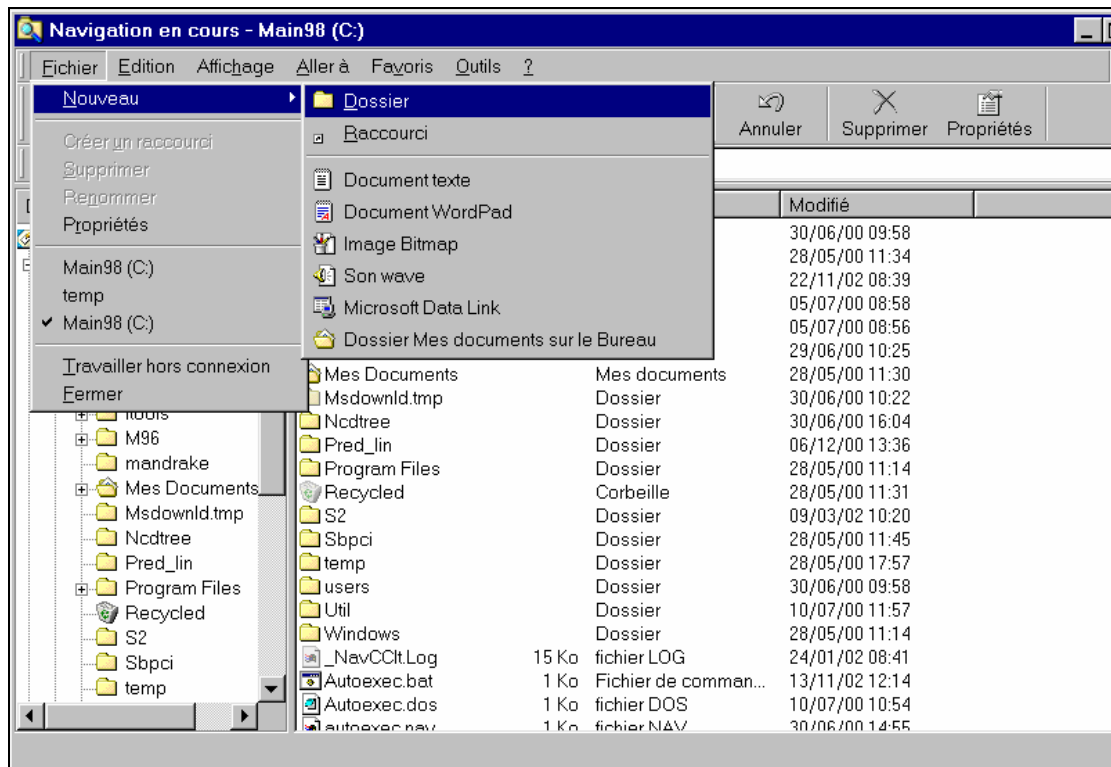 Navigation en cours - Main98 (C:)
Fichier Edition Affichage Aller à Favoris Outils ?
Nouveau
Créer un raccourci
Supprimer
Renommer
Propriétés
Main98 (C:)
temp
Main98 (C:)
Travailler hors connexion
Fermer
Dossier
Raccourci
Document texte
Document WordPad
Image Bitmap
Son wave
Microsoft Data Link
Dossier Mes documents sur le Bureau
Annuler Supprimer Propriétés
Modifié
30/06/00 09:58
28/05/00 11:34
22/11/02 08:39
05/07/00 08:58
05/07/00 08:56
29/06/00 10:25
Mes Documents Mes documents 28/05/00 11:30
Msdownld.tmp Dossier 30/06/00 10:22
Ncdtree Dossier 30/06/00 16:04
Pred_lin Dossier 06/12/00 13:36
Program Files Dossier 28/05/00 11:14
Recycled Corbeille 28/05/00 11:31
S2 Dossier 09/03/02 10:20
Sbpci Dossier 28/05/00 11:45
temp Dossier 28/05/00 17:57
users Dossier 30/06/00 09:58
Util Dossier 10/07/00 11:57
Windows Dossier 28/05/00 11:14
_NavCClt.Log 15 Ko fichier LOG 24/01/02 08:41
Autoexec.bat 1 Ko Fichier de comman... 13/11/02 12:14
Autoexec.dos 1 Ko fichier DOS 10/07/00 10:54
autoexec.nav 1 Ko fichier NAV 30/06/00 14:55
M96
mandrake
Mes Documents
Msdownld.tmp
Ncdtree
Pred_lin
Program Files
Recycled
S2
Sbpci
temp